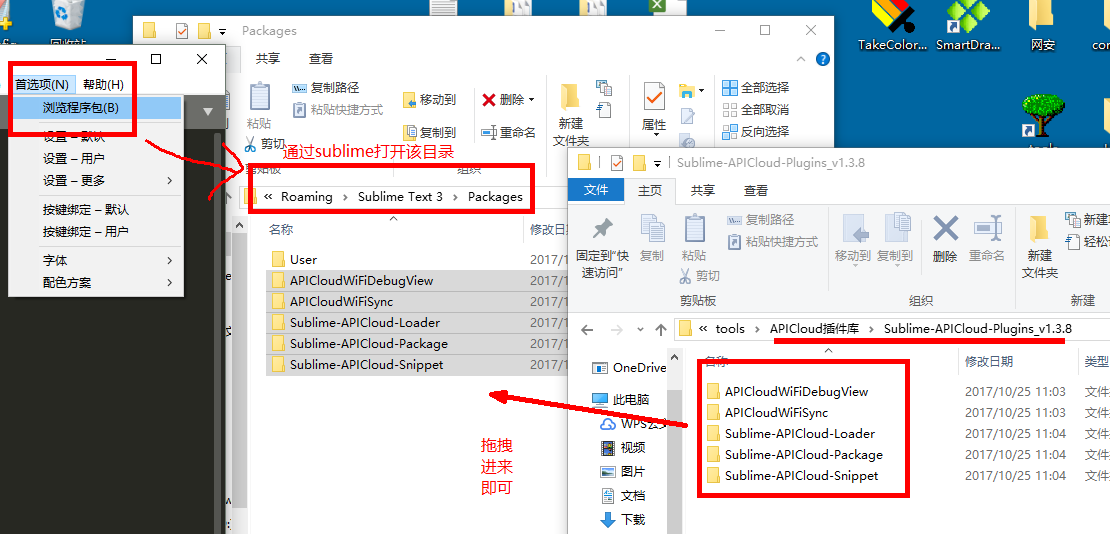 回收站
TakeColor...
SmartDra...
网安
首选项(N)
帮助(H)
浏览程序包(B)
设置 – 默认
设置 – 用户
设置 – 更多
按键绑定 – 默认
按键绑定 – 用户
字体
配色方案
Packages
共享
查看
粘贴
复制路径
粘贴快捷方式
剪切
移动到
复制到
删除
重命名
新建
文件夹
属性
全部选择
全部取消
反向选择
剪贴板
组织
通过sublime打开该目录
« Roaming › Sublime Text 3 › Packages
名称
修改日
User
2017/1
APICloudWiFiDebugView
2017/1
APICloudWiFiSync
2017/1
Sublime-APICloud-Loader
2017/1
Sublime-APICloud-Package
2017/1
Sublime-APICloud-Snippet
2017/1
拖拽
进来
即可
Sublime-APICloud-Plugins_v1.3.8
文件
主页
共享
查看
固定到"快
速访问"
复制
粘贴
复制路径
粘贴快捷方式
剪切
移动到
复制到
删除
重命名
新建
文件夹
新建
轻松
剪贴板
组织
新建
« tools › APICloud插件库 › Sublime-APICloud-Plugins_v1.3.8
名称
修改日期
类型
OneDrive
此电脑
视频
图片
文档
下载
APICloudWiFiDebugView
2017/10/25 11:03
文件
APICloudWiFiSync
2017/10/25 11:03
文件
Sublime-APICloud-Loader
2017/10/25 11:04
文件
Sublime-APICloud-Package
2017/10/25 11:04
文件
Sublime-APICloud-Snippet
2017/10/25 11:04
文件